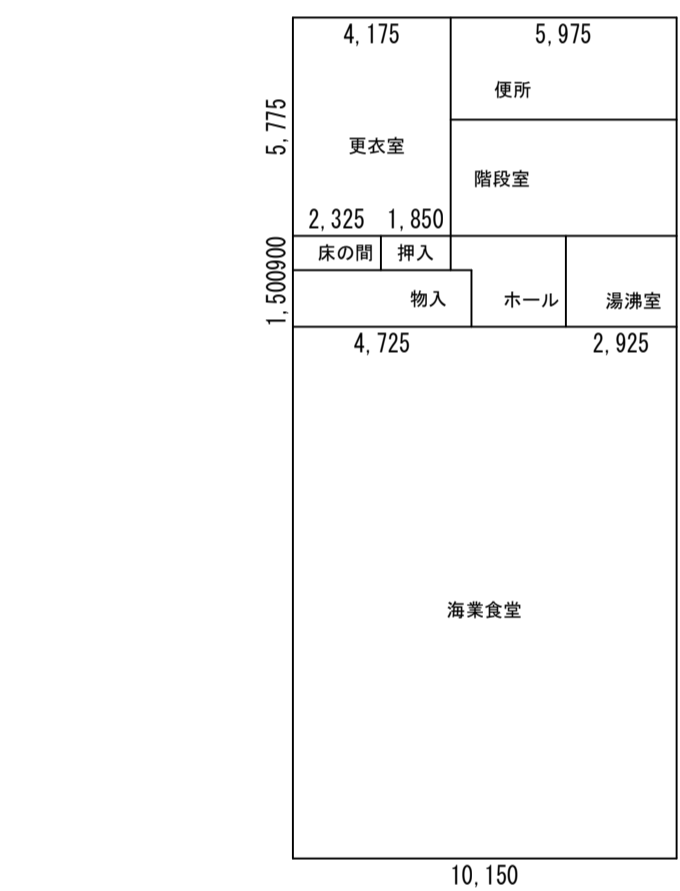 4,175
5,975
便所
5,775
更衣室
階段室
2,325
1,850
床の間
押入
900
1,500
物入
ホール
湯沸室
4,725
2,925
海業食堂
10,150